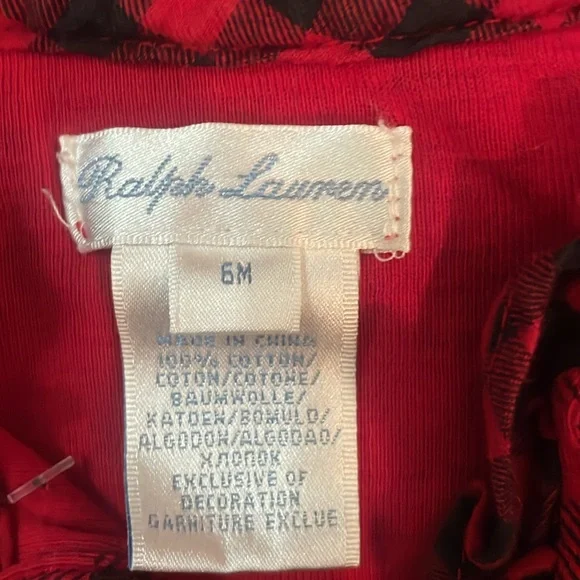 Ralph Lauren
6M
MADE IN CHINA
100% COTTON/
COTON/COTONE/
BAUMWOLLE/
KATOEN/BOMULD/
ALGODON/ALGODAO/
ХЛОПОК
EXCLUSIVE OF
DECORATION
GARNITURE EXCLUE